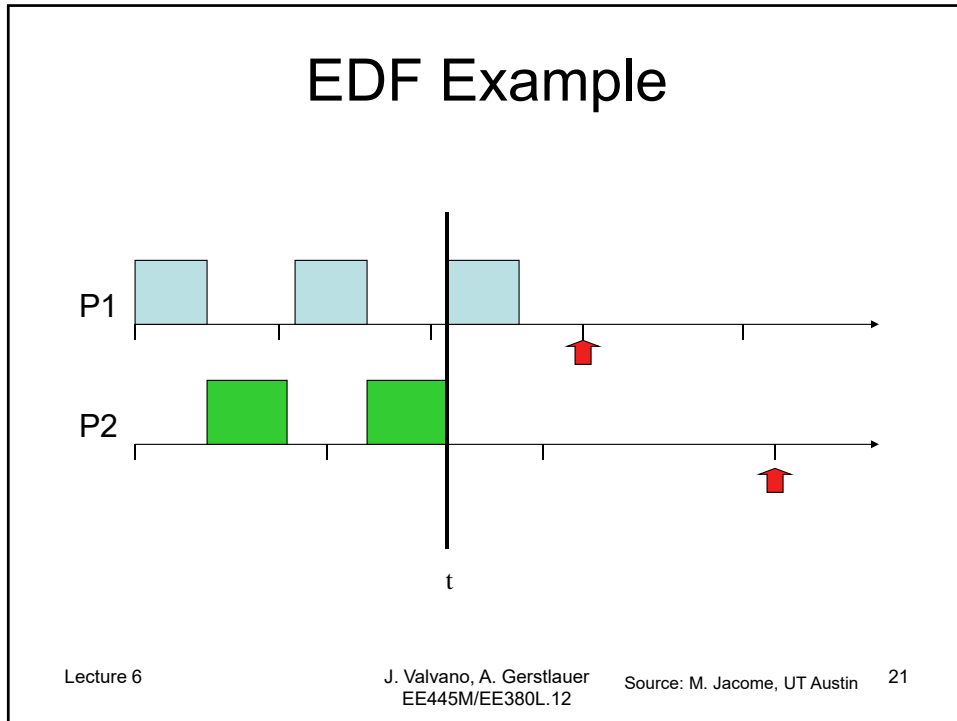 EDF Example
P1
P2
t
Lecture 6
J. Valvano, A. Gerstlauer
EE445M/EE380L.12
Source: M. Jacome, UT Austin
21